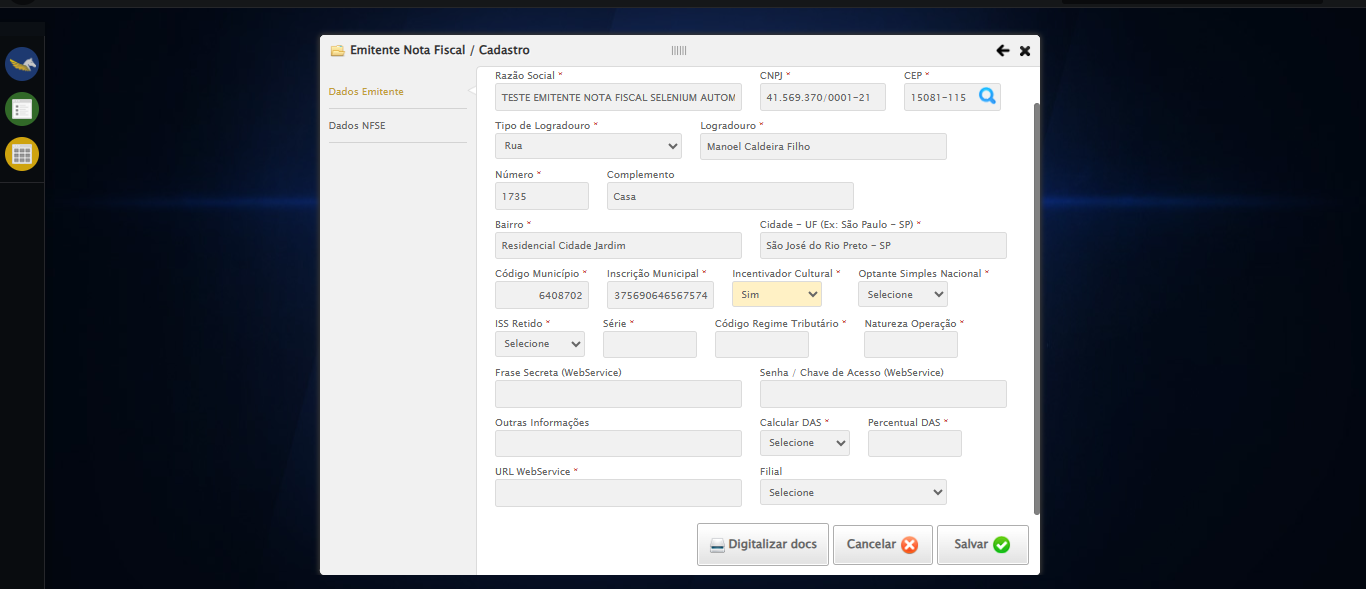 Emitente Nota Fiscal / Cadastro
Dados Emitente
Dados NFSE
Razão Social * CNPJ * CEP *
TESTE EMITENTE NOTA FISCAL SELENIUM AUTOM 41.569.370/0001-21 15081-115
Tipo de Logradouro * Logradouro *
Rua Manoel Caldeira Filho
Número * Complemento
1735 Casa
Bairro * Cidade - UF (Ex: São Paulo - SP) *
Residencial Cidade Jardim São José do Rio Preto - SP
Código Município * Inscrição Municipal * Incentivador Cultural * Optante Simples Nacional *
6408702 375690646567574 Sim Selecione
ISS Retido * Série * Código Regime Tributário * Natureza Operação *
Selecione
Frase Secreta (WebService) Senha / Chave de Acesso (WebService)
Outras Informações Calcular DAS * Percentual DAS *
Selecione
URL WebService * Filial
Selecione
Digitalizar docs Cancelar Salvar